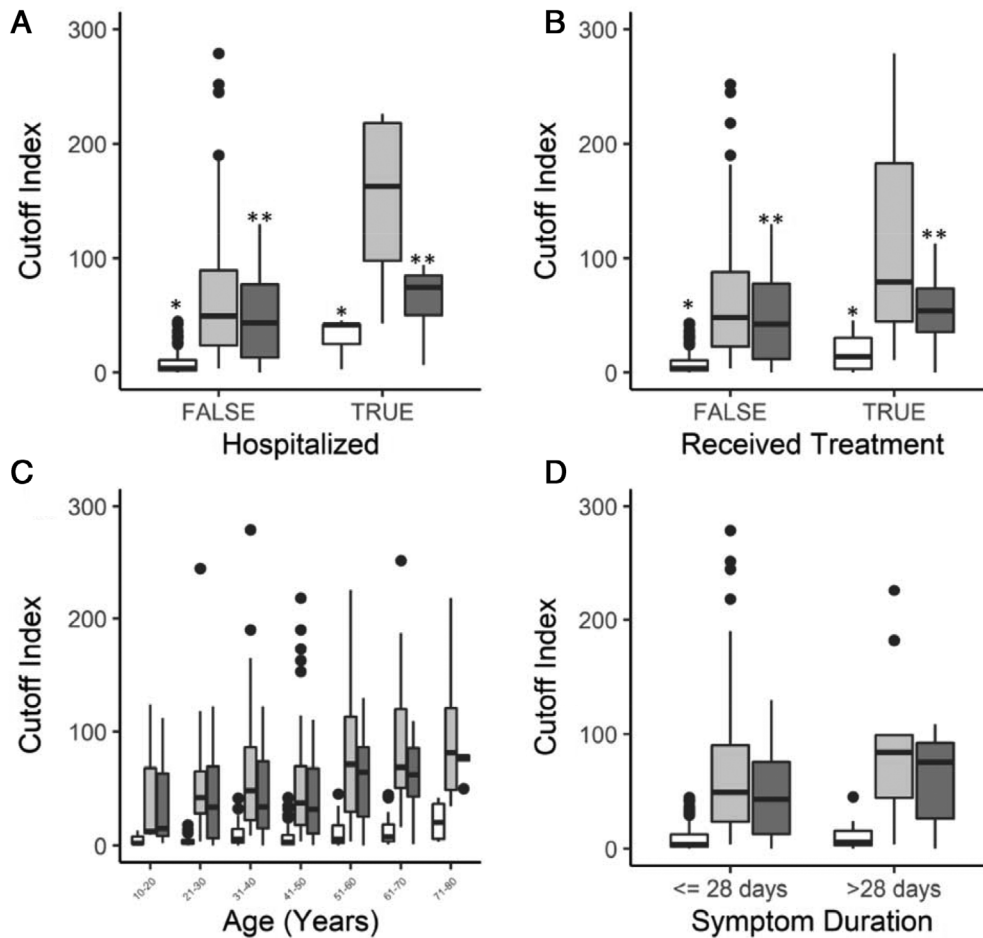 A
300
200
100
0
Cutoff Index
*
**
*
**
FALSE TRUE
Hospitalized
B
300
200
100
0
Cutoff Index
*
**
*
**
FALSE TRUE
Received Treatment
C
300
200
100
0
Cutoff Index
10-20 21-30 31-40 41-50 51-60 61-70 71-80
Age (Years)
D
300
200
100
0
Cutoff Index
<= 28 days >28 days
Symptom Duration